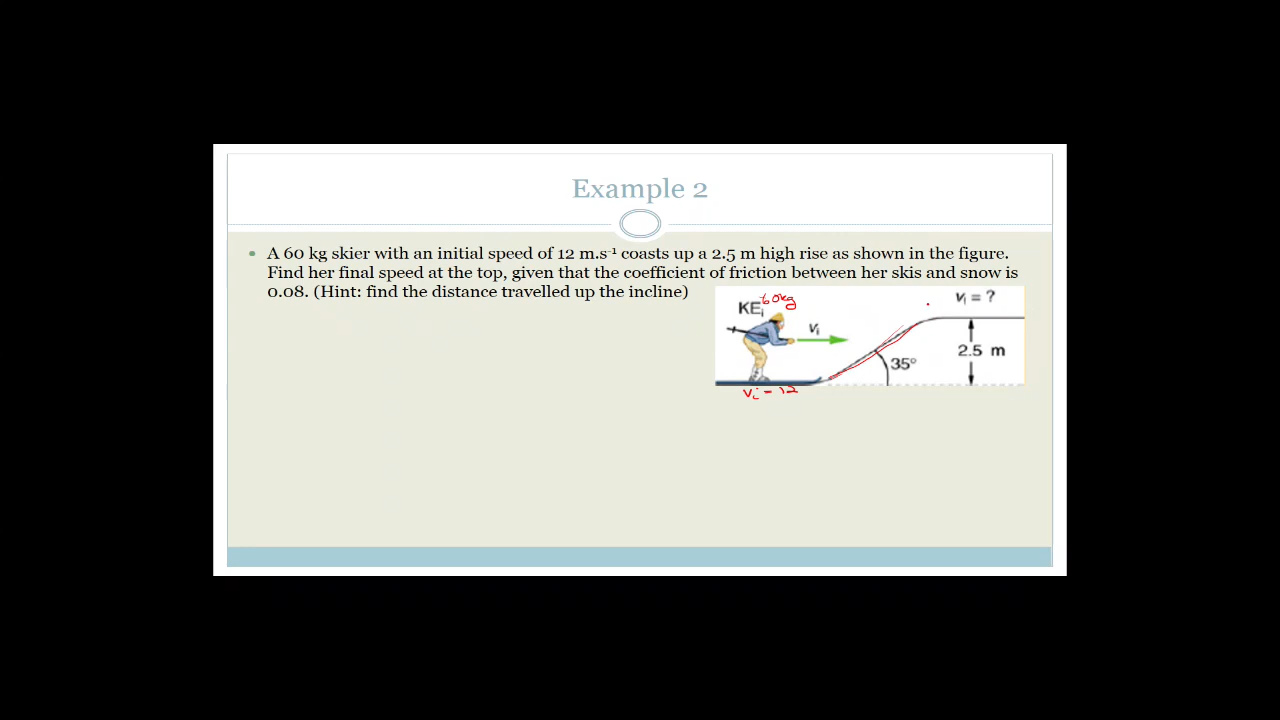 Example 2
A 60 kg skier with an initial speed of 12 m.s⁻¹ coasts up a 2.5 m high rise as shown in the figure.
Find her final speed at the top, given that the coefficient of friction between her skis and snow is
0.08. (Hint: find the distance travelled up the incline)
KEᵢ 60kg
vᵢ = ?
vᵢ
2.5 m
35°
vᵢ = 12